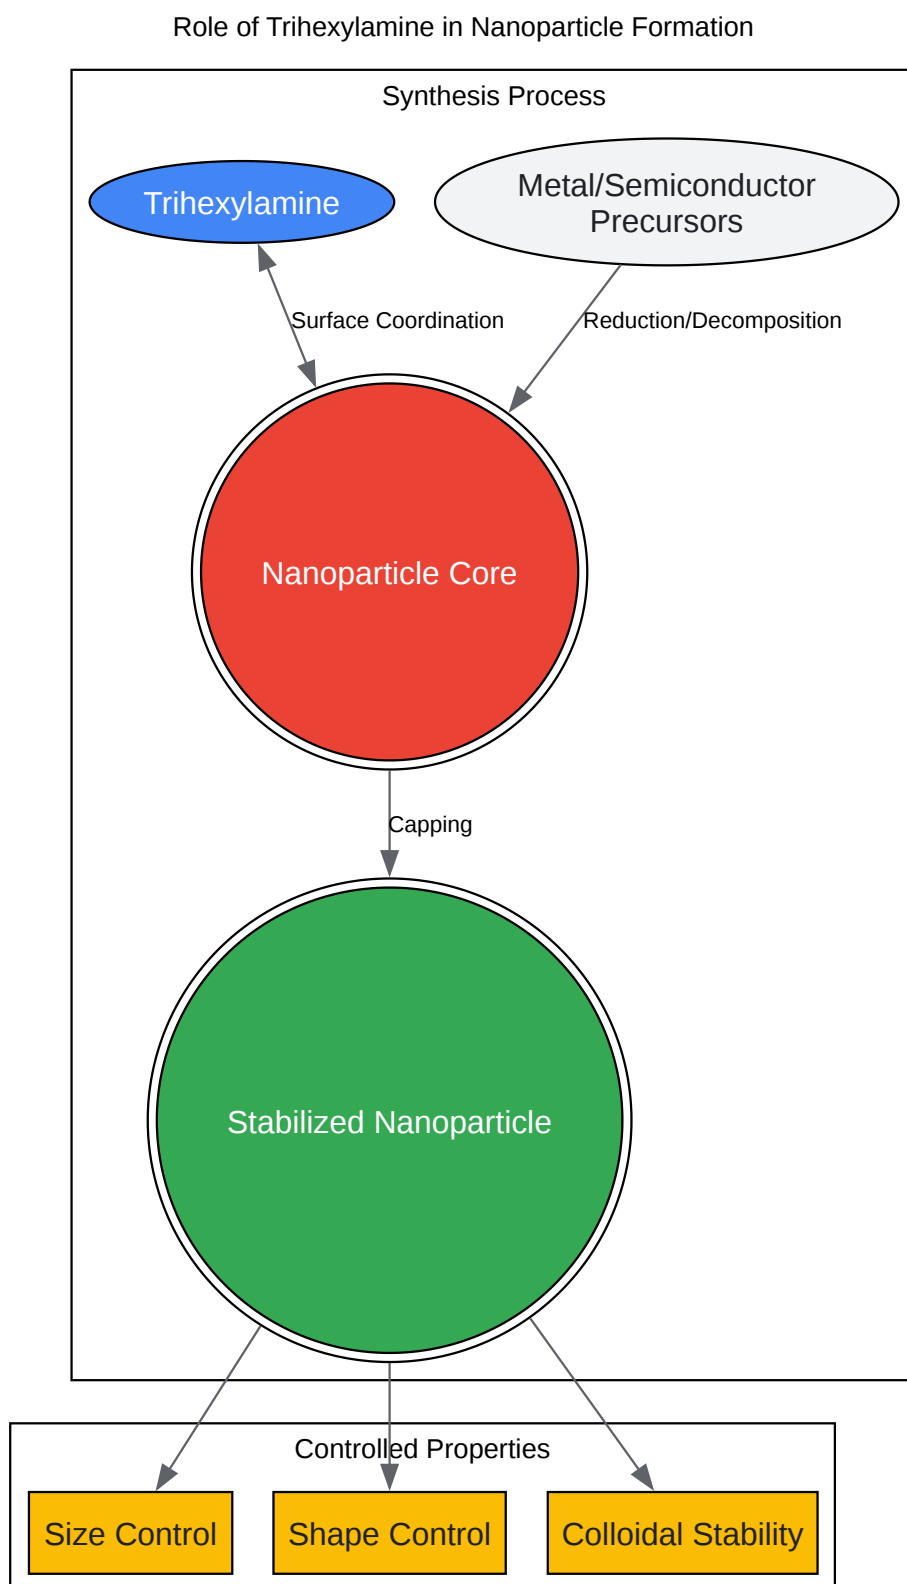 Role of Trihexylamine in Nanoparticle Formation
Synthesis Process
Trihexylamine
Metal/Semiconductor
Precursors
Surface Coordination
Reduction/Decomposition
Nanoparticle Core
Capping
Stabilized Nanoparticle
Controlled Properties
Size Control
Shape Control
Colloidal Stability